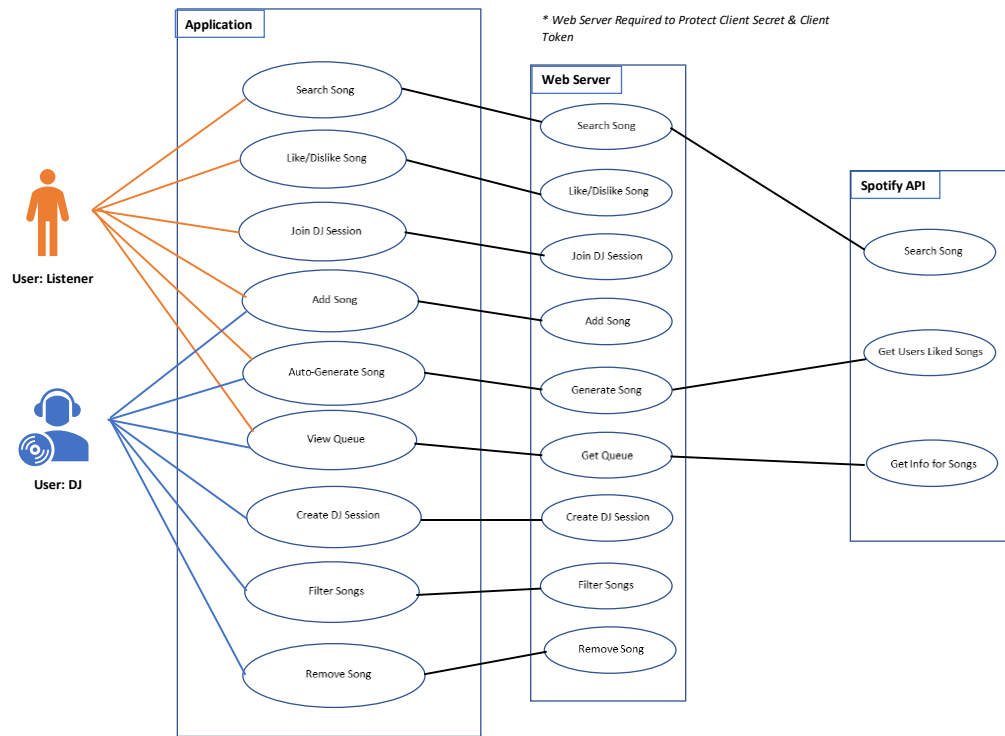 Application
* Web Server Required to Protect Client Secret & Client
Token
Web Server
Spotify API
Search Song
Like/Dislike Song
Join DJ Session
Add Song
Auto-Generate Song
View Queue
Create DJ Session
Filter Songs
Remove Song
Search Song
Like/Dislike Song
Join DJ Session
Add Song
Generate Song
Get Queue
Create DJ Session
Filter Songs
Remove Song
Search Song
Get Users Liked Songs
Get Info for Songs
User: Listener
User: DJ